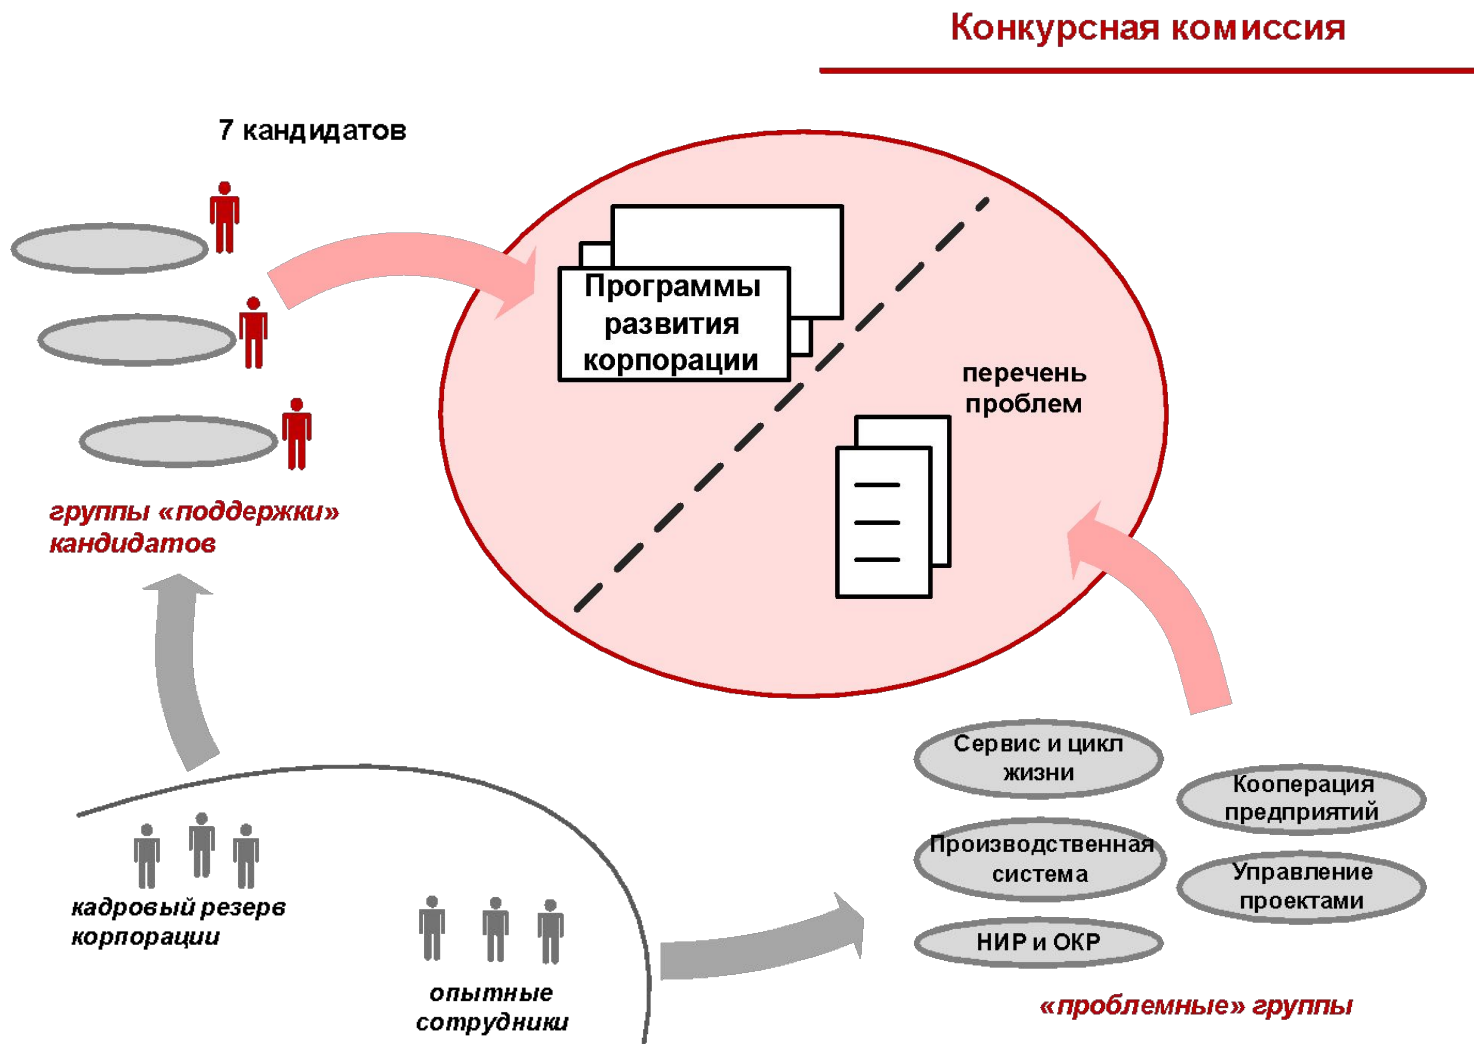 Конкурсная комиссия
7 кандидатов
Программы
развития
корпорации
перечень
проблем
группы «поддержки»
кандидатов
Сервис и цикл
жизни
Кооперация
предприятий
Производственная
система
Управление
проектами
НИР и ОКР
кадровый резерв
корпорации
опытные
сотрудники
«проблемные» группы